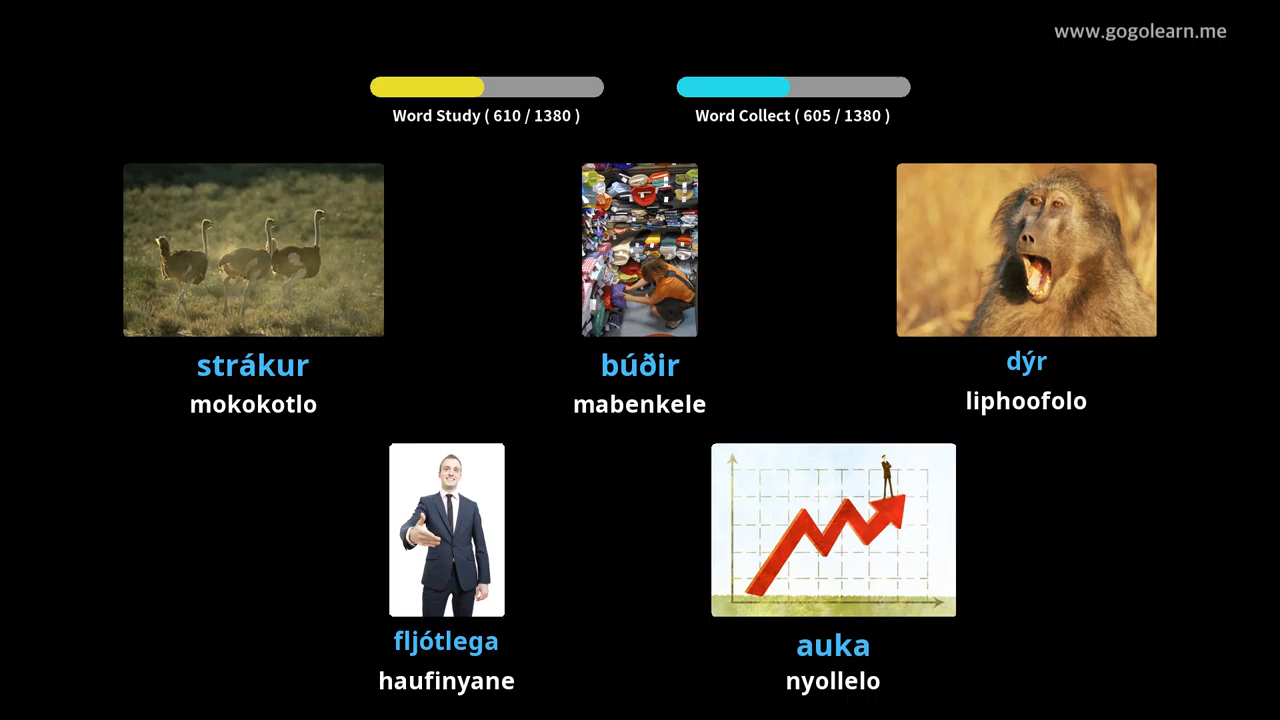 www.gogolearn.me
Word Study ( 610 / 1380 )
Word Collect ( 605 / 1380 )
strákur
mokokotlo
búðir
mabenkele
dýr
liphoofolo
fljótlega
haufinyane
auka
nyollelo